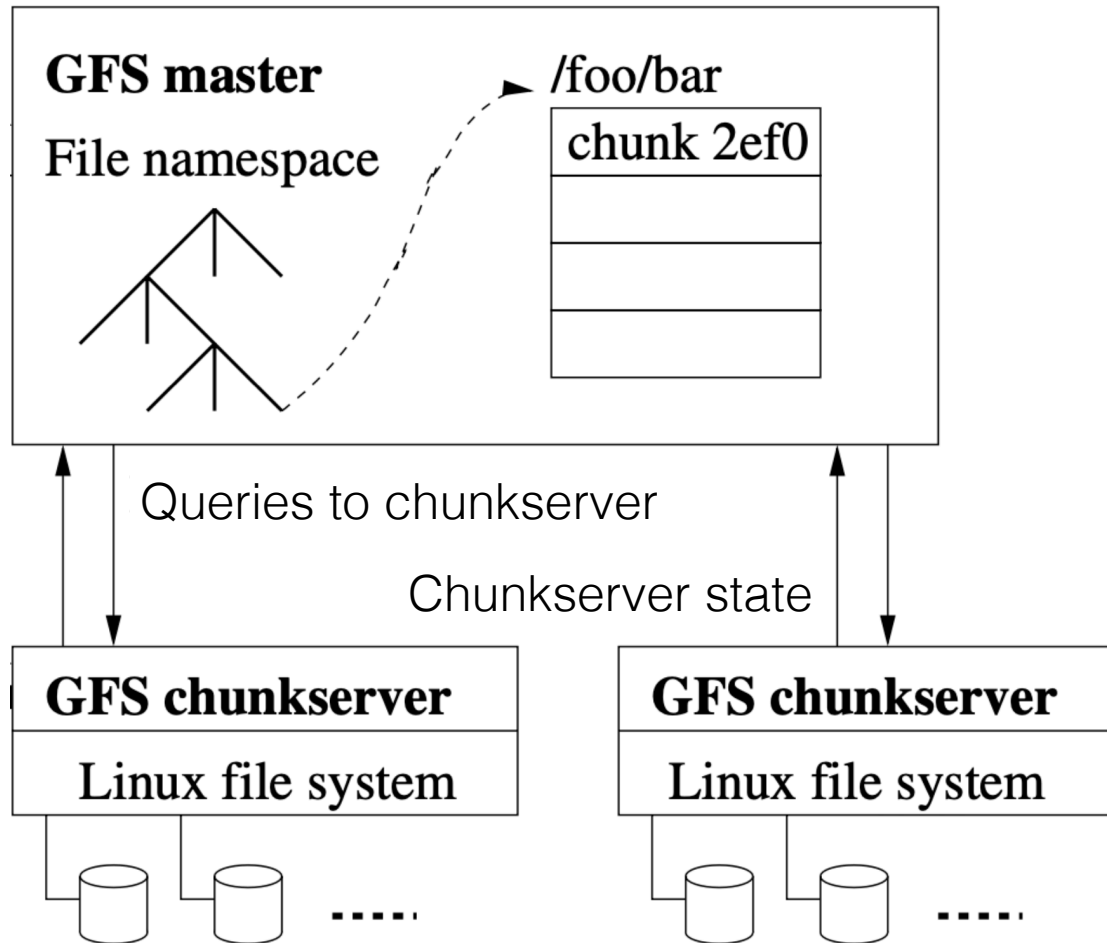 GFS master
/foo/bar
File namespace
chunk 2ef0
Queries to chunkserver
Chunkserver state
GFS chunkserver
Linux file system
GFS chunkserver
Linux file system